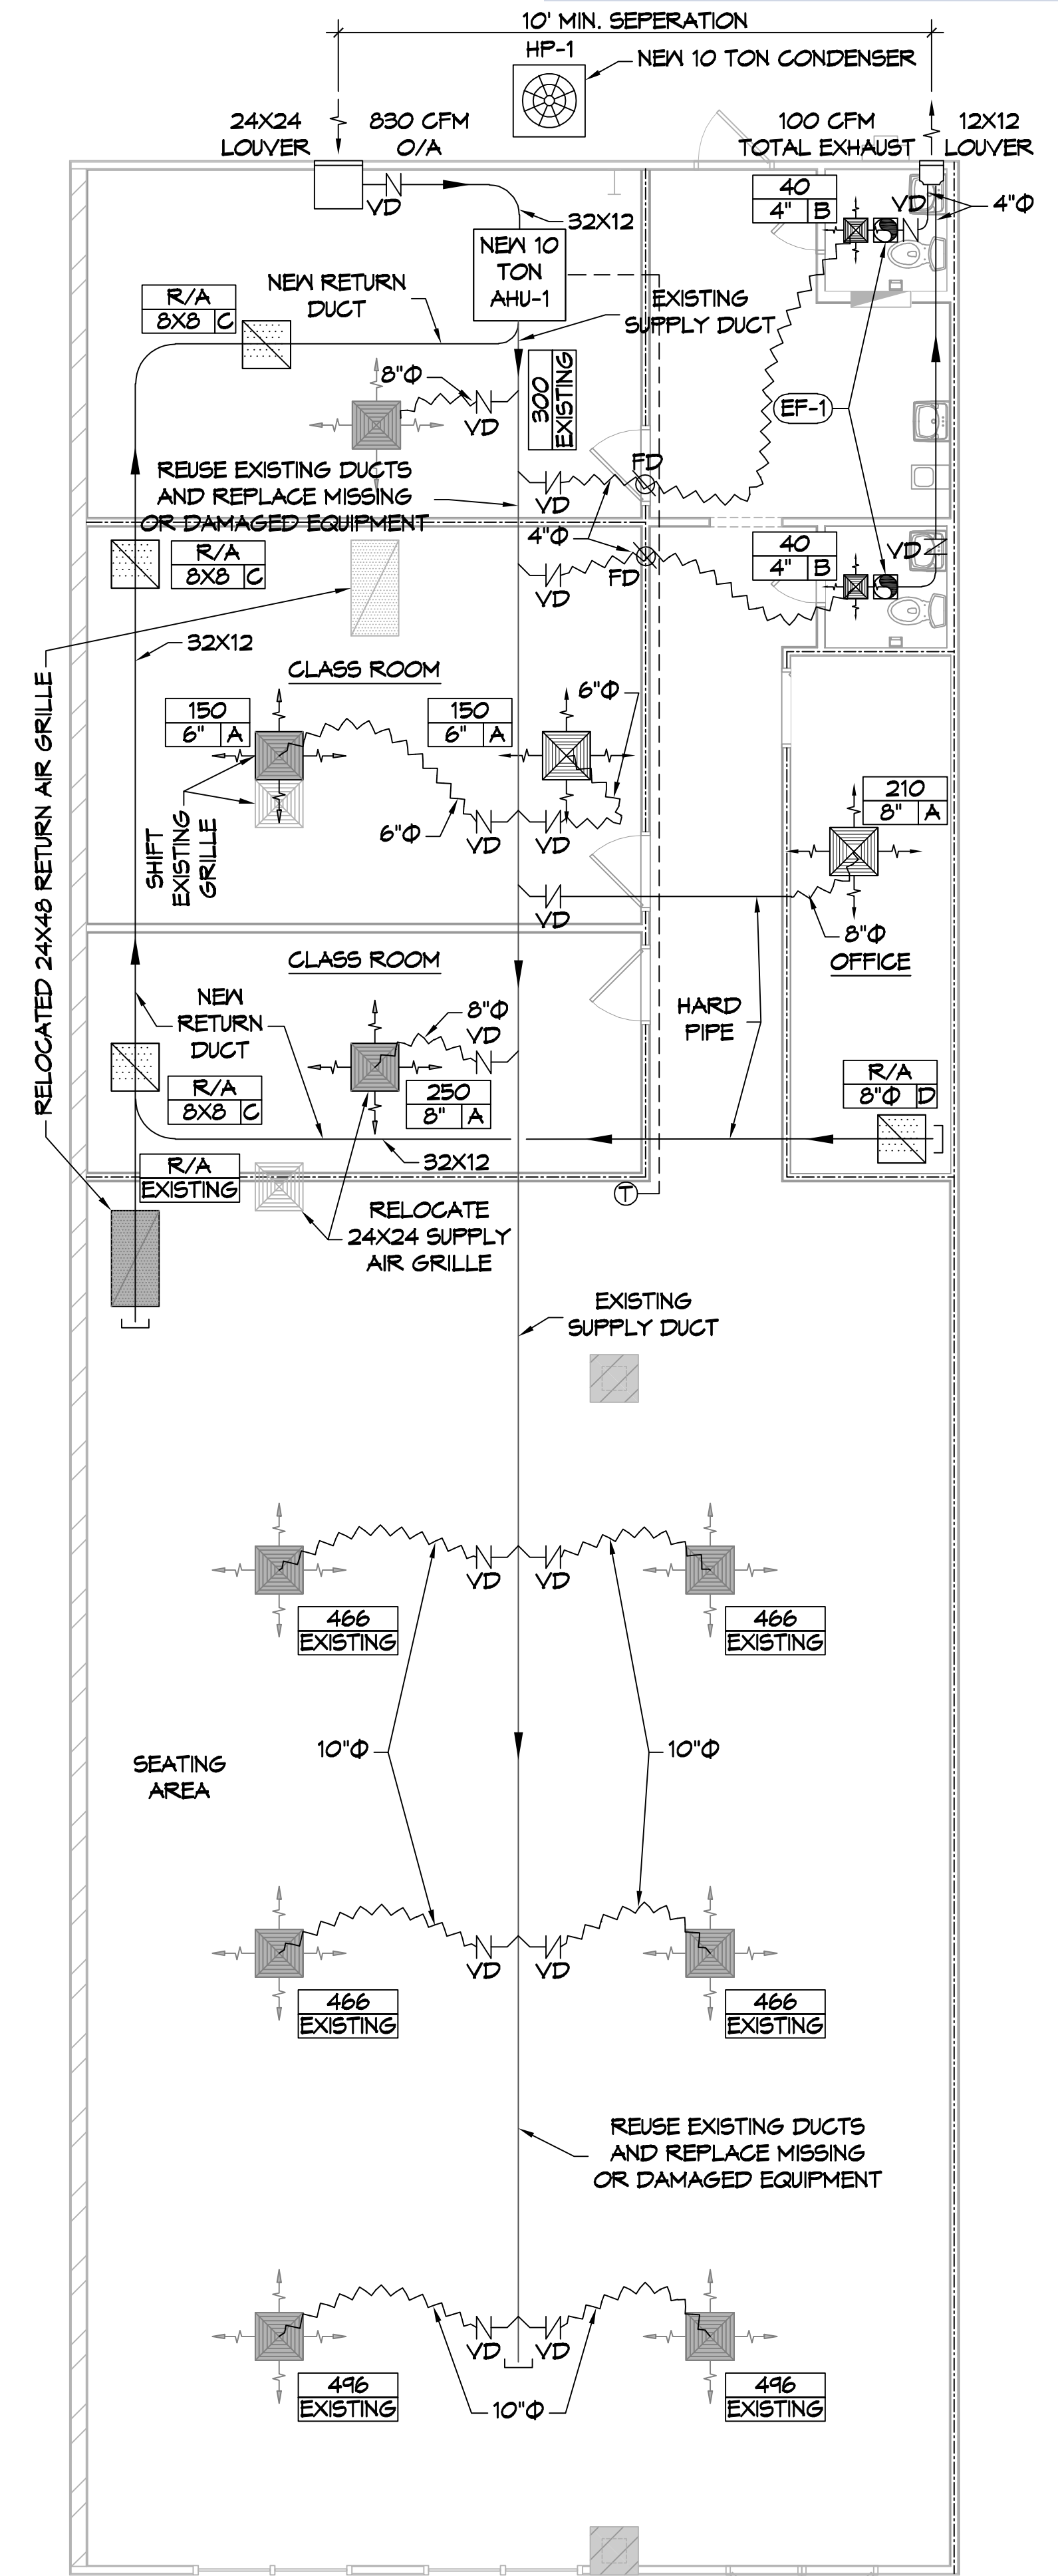 10' MIN. SEPERATION
HP-1
NEW 10 TON CONDENSER
24X24
LOUVER
830 CFM
O/A
100 CFM
TOTAL EXHAUST
12X12
LOUVER
VD
32X12
40
4" B
VD
4"Φ
NEW 10
TON
AHU-1
NEW RETURN
DUCT
R/A
8X8 C
EXISTING
SUPPLY DUCT
8"Φ
VD
300
EXISTING
EF-1
REUSE EXISTING DUCTS
AND REPLACE MISSING
OR DAMAGED EQUIPMENT
FD
VD
4"Φ
FD
VD
40
4" B
VD
R/A
8X8 C
32X12
CLASS ROOM
150
6" A
150
6" A
6"Φ
SHIFT
EXISTING
GRILLE
6"Φ
VD
VD
210
8" A
RELOCATED 24X48 RETURN AIR GRILLE
VD
8"Φ
OFFICE
CLASS ROOM
NEW
RETURN
DUCT
8"Φ
VD
HARD
PIPE
R/A
8X8 C
250
8" A
R/A
8"Φ D
32X12
R/A
EXISTING
T
RELOCATE
24X24 SUPPLY
AIR GRILLE
EXISTING
SUPPLY DUCT
VD
VD
466
EXISTING
466
EXISTING
10"Φ
10"Φ
SEATING
AREA
VD
VD
466
EXISTING
466
EXISTING
REUSE EXISTING DUCTS
AND REPLACE MISSING
OR DAMAGED EQUIPMENT
VD
VD
496
EXISTING
496
EXISTING
10"Φ